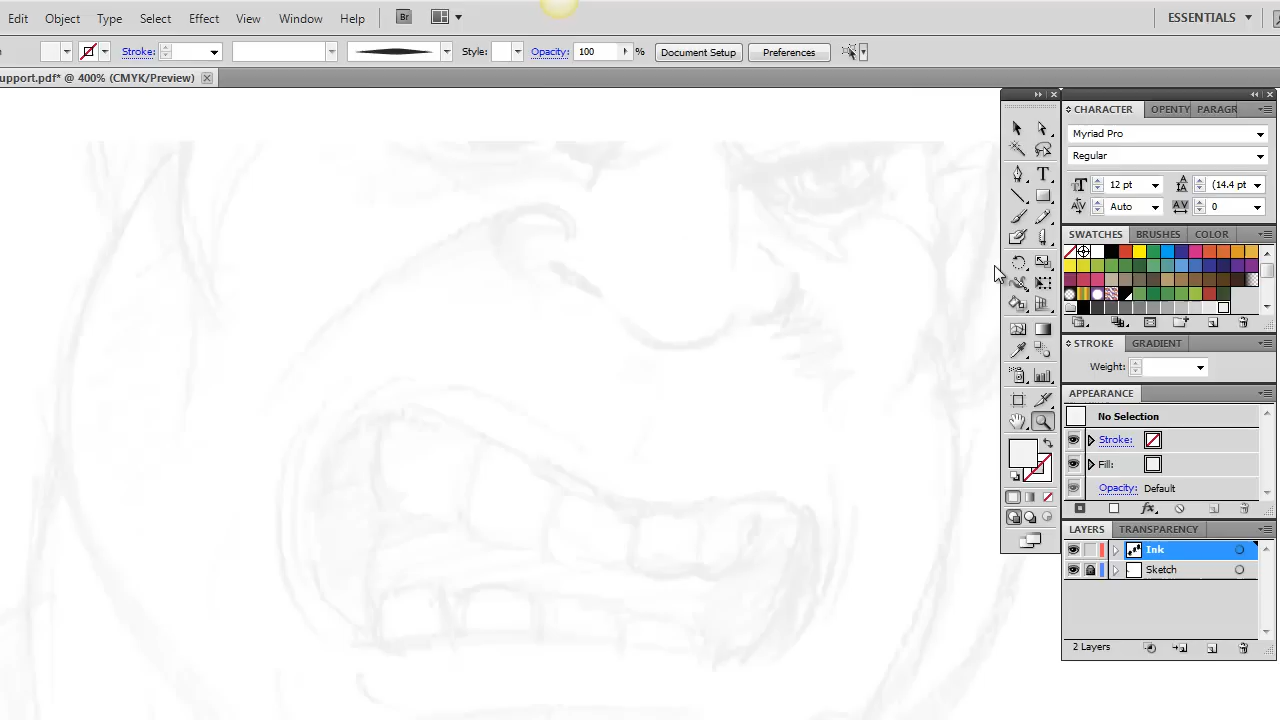 Edit Object Type Select Effect View Window Help Br ESSENTIALS
Stroke: Style: Opacity: 100 % Document Setup Preferences
upport.pdf* @ 400% (CMYK/Preview)
CHARACTER OPENTY PARAGR
Myriad Pro
Regular
12 pt (14.4 pt
Auto 0
SWATCHES BRUSHES COLOR
STROKE GRADIENT
Weight:
APPEARANCE
No Selection
Stroke:
Fill:
Opacity: Default
fx
LAYERS TRANSPARENCY
Ink
Sketch
2 Layers